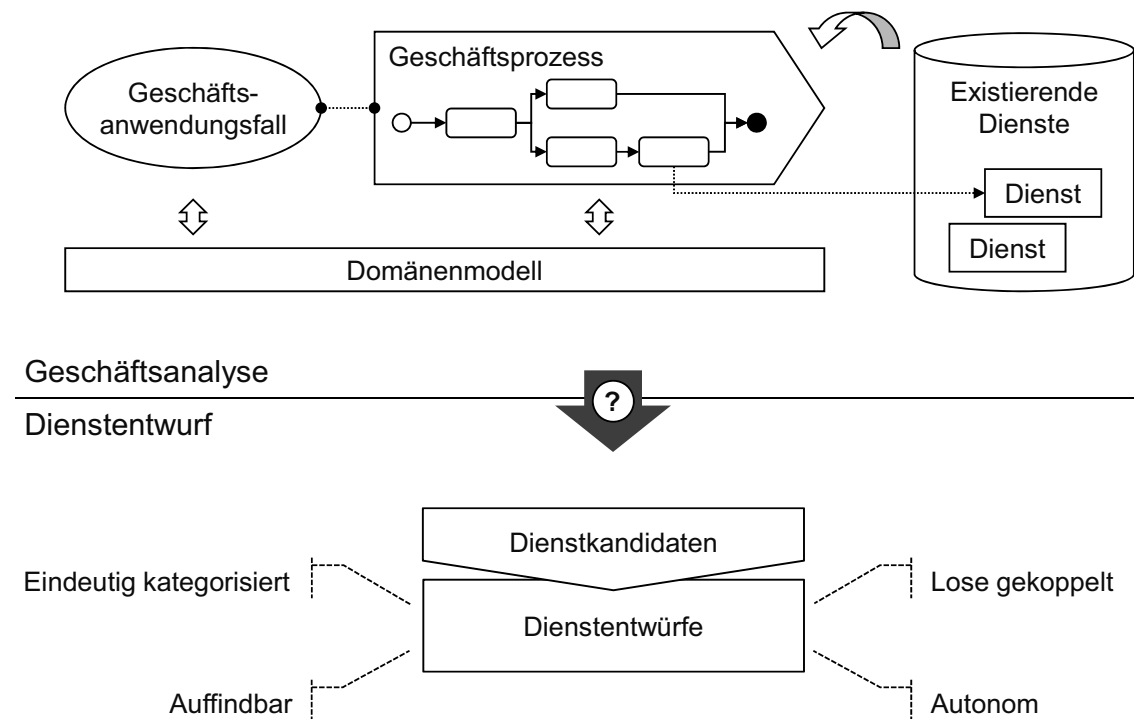 Geschäfts-
anwendungsfall
Geschäftsprozess
Existierende
Dienste
Dienst
Dienst
Domänenmodell
Geschäftsanalyse
?
Dienstentwurf
Dienstkandidaten
Eindeutig kategorisiert
Lose gekoppelt
Dienstentwürfe
Auffindbar
Autonom